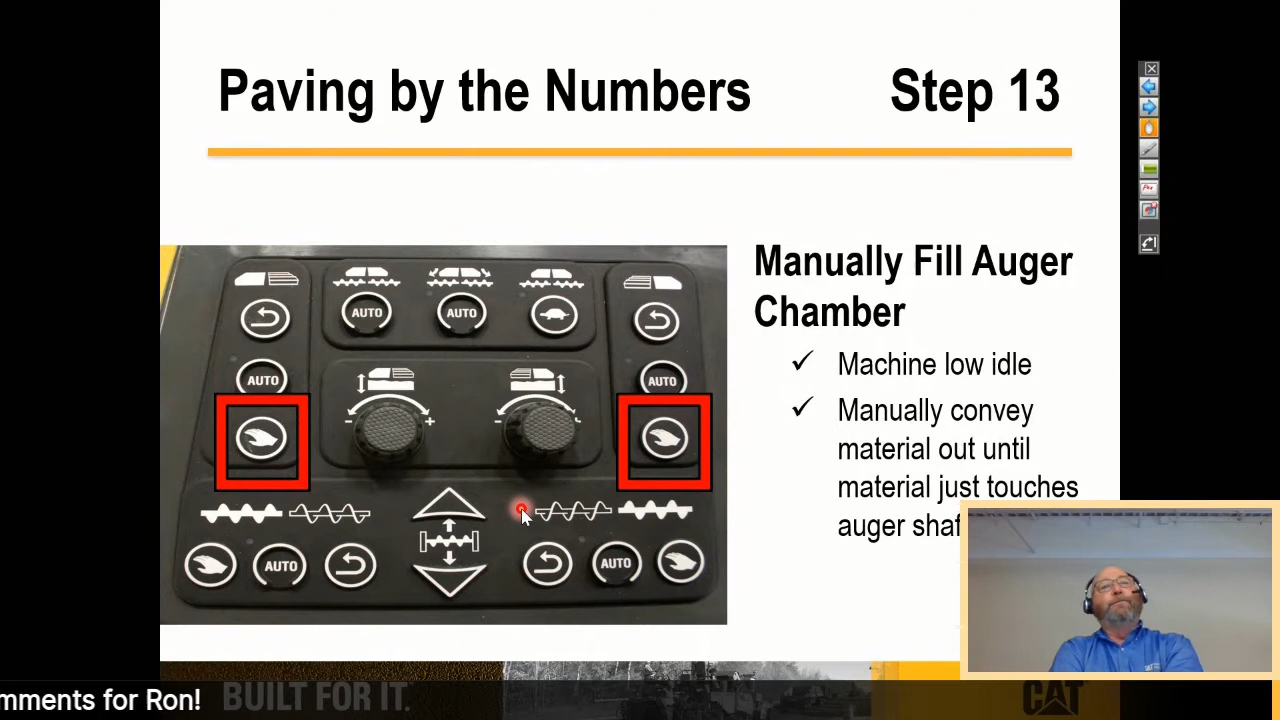 Paving by the Numbers Step 13
Manually Fill Auger
Chamber
✓ Machine low idle
✓ Manually convey
material out until
material just touches
auger shaf
AUTO AUTO
AUTO AUTO
- + - +
AUTO AUTO
mments for Ron!
BUILT FOR IT.
CAT